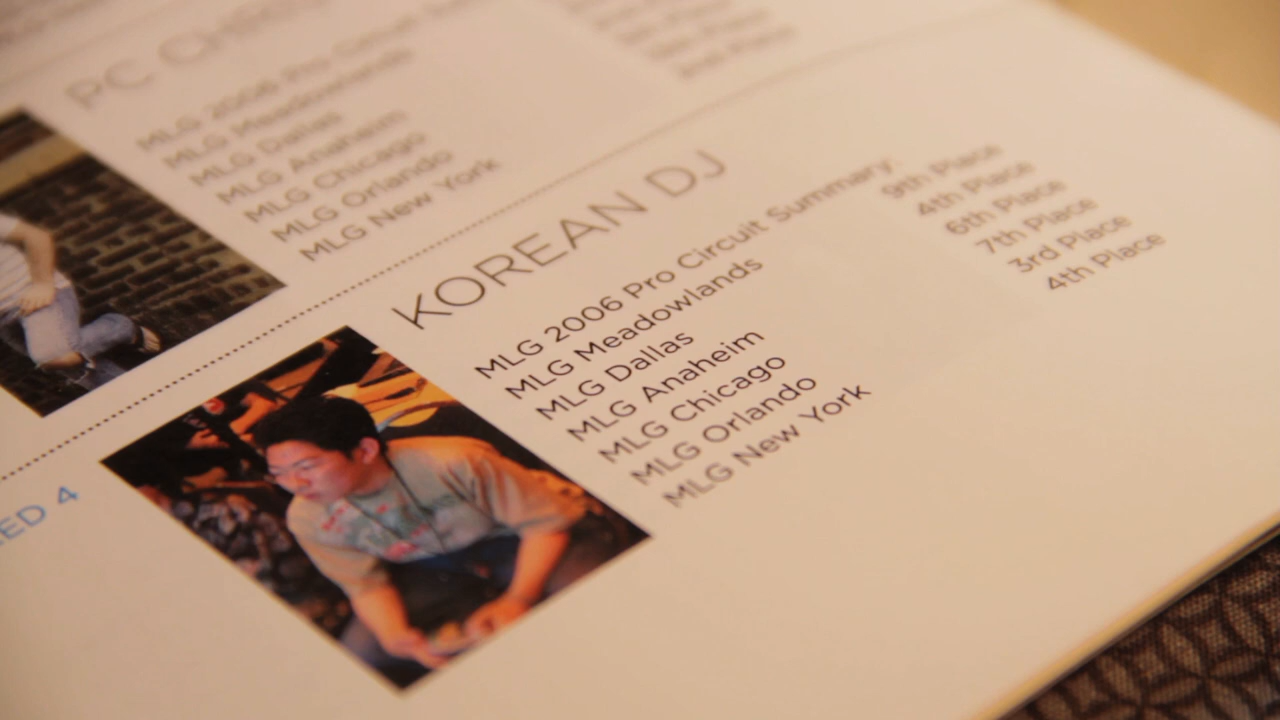 PC CH
MLG 2006 Pro Circuit
MLG Meadowlands
MLG Dallas
MLG Anaheim
MLG Chicago
MLG Orlando
MLG New York
Place
KOREAN DJ
MLG 2006 Pro Circuit Summary:
MLG Meadowlands 9th Place
MLG Dallas 4th Place
MLG Anaheim 6th Place
MLG Chicago 7th Place
MLG Orlando 3rd Place
MLG New York 4th Place
ED 4